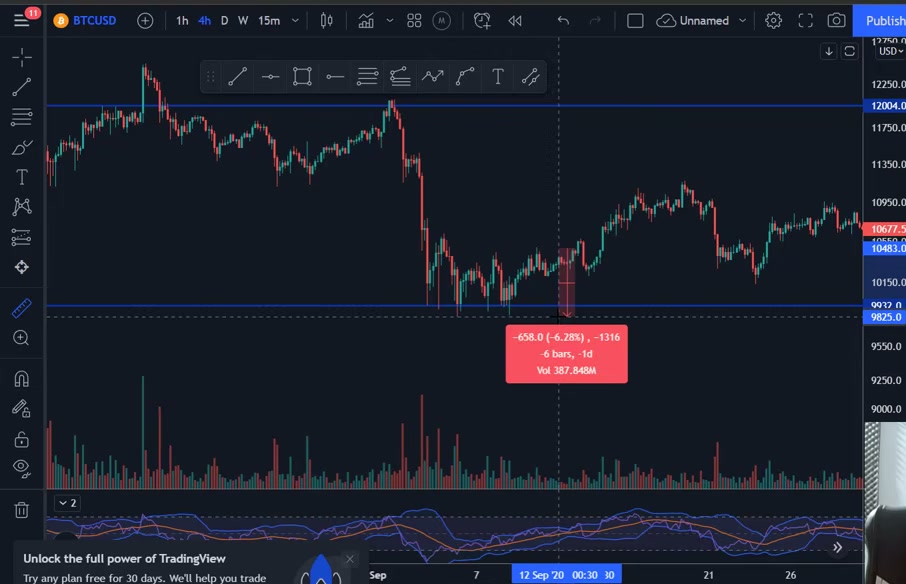 11
BTCUSD
1h 4h D W 15m
M
Unnamed
Publish
T
USD
12250.0
12004.0
11750.0
11350.0
10950.0
10677.5
10483.0
10150.0
9932.0
9825.0
9550.0
9250.0
9000.0
-658.0 (-6.28%) , -1316
-6 bars, -1d
Vol 387.848M
2
Unlock the full power of TradingView
Try any plan free for 30 days. We'll help you trade
Sep
7
12 Sep '20 00:30 30
21
26